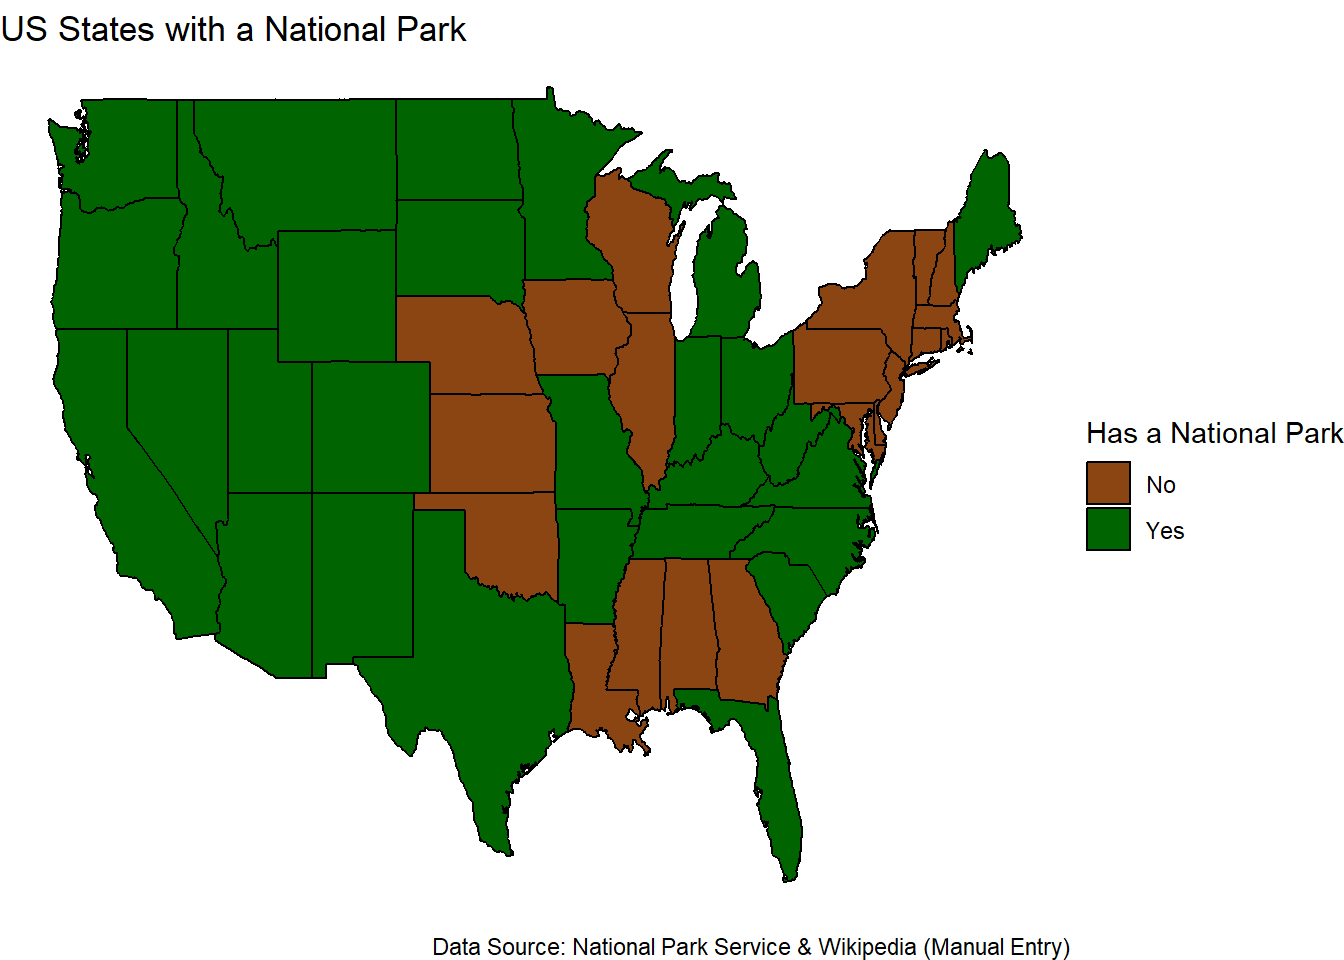 US States with a National Park
Has a National Park
No
Yes
Data Source: National Park Service & Wikipedia (Manual Entry)